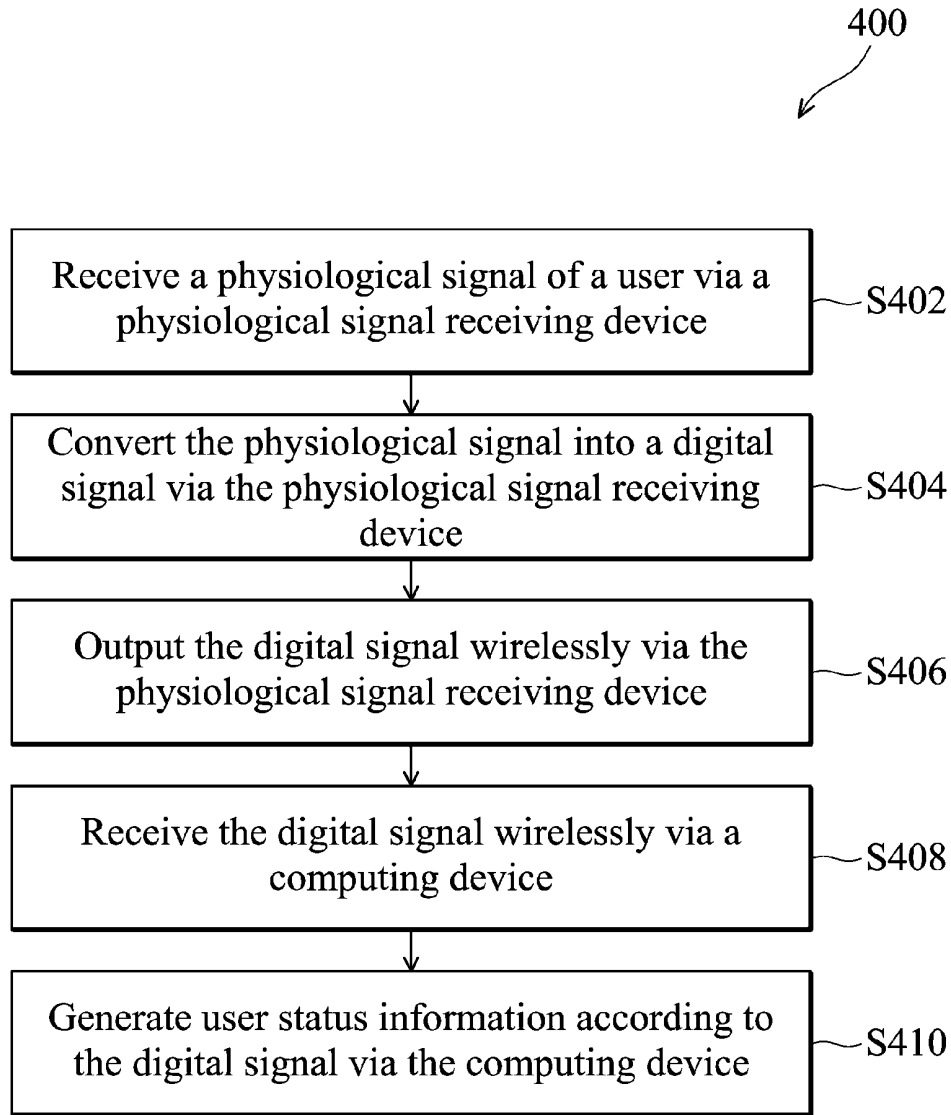 400
Receive a physiological signal of a user via a
physiological signal receiving device
S402
Convert the physiological signal into a digital
signal via the physiological signal receiving
device
S404
Output the digital signal wirelessly via the
physiological signal receiving device
S406
Receive the digital signal wirelessly via a
computing device
S408
Generate user status information according to
the digital signal via the computing device
S410